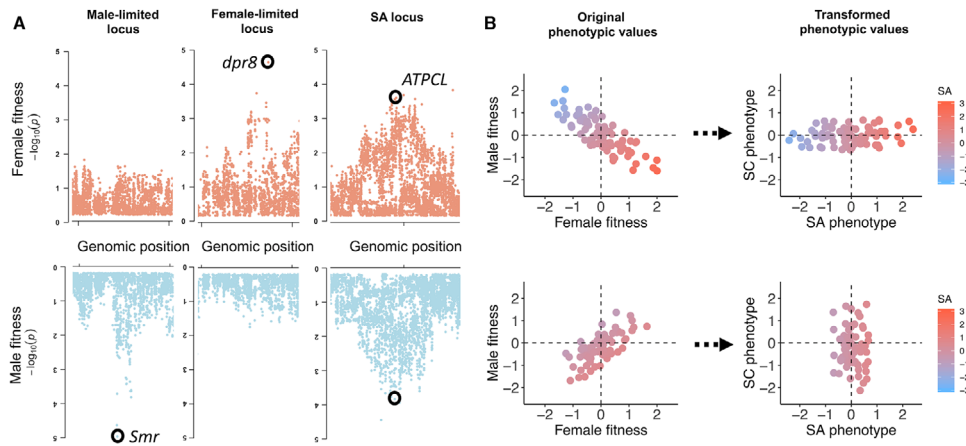 A
Male-limited
locus
Female-limited
locus
SA locus
Female fitness
-log10(p)
5
4
3
2
1
0
dpr8
5
4
3
2
1
0
ATPCL
5
4
3
2
1
0
Genomic position
Genomic position
Genomic position
Male fitness
-log10(p)
0
1
2
3
4
5
Smr
0
1
2
3
4
5
0
1
2
3
4
5
B
Original
phenotypic values
Transformed
phenotypic values
Male fitness
2
1
0
−1
−2
−2 −1 0 1 2
Female fitness
SC phenotype
2
1
0
−1
−2
−2 −1 0 1 2
SA phenotype
SA
3
2
1
0
−1
−2
−3
Male fitness
2
1
0
−1
−2
−2 −1 0 1 2
Female fitness
SC phenotype
2
1
0
−1
−2
−2 −1 0 1 2
SA phenotype
SA
3
2
1
0